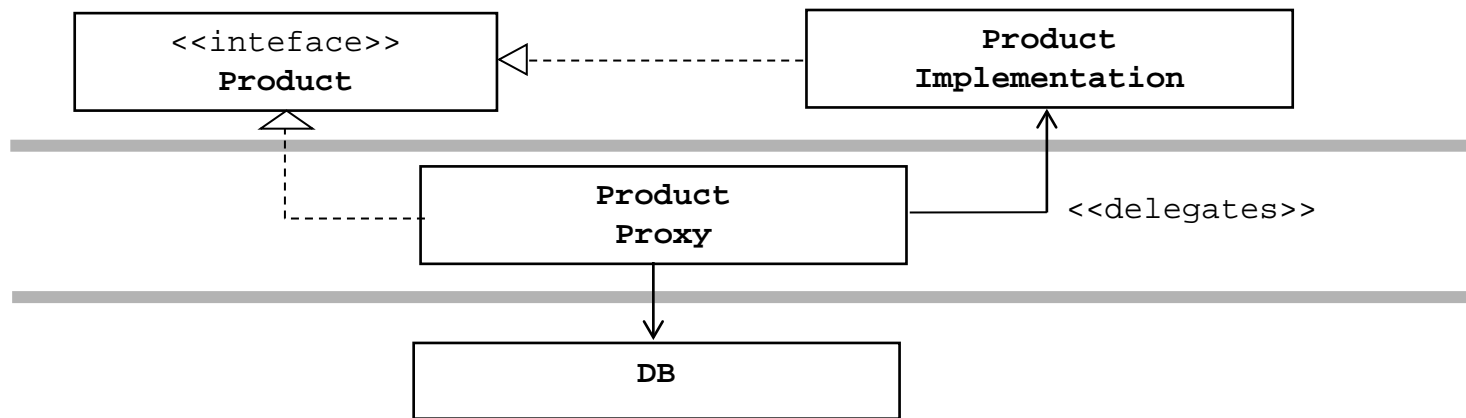 <<inteface>>
Product
Product
Implementation
Product
Proxy
<<delegates>>
DB